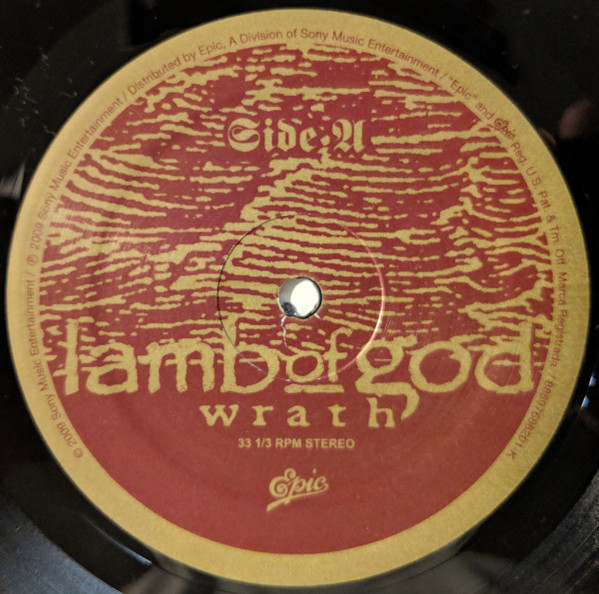 © 2009 Sony Music Entertainment / ℗ 2009 Sony Music Entertainment / Distributed by Epic, A Division of Sony Music Entertainment / "Epic" and Reg. U.S. Pat. & Tm. Off. Marca Registrada. /
Side A
lamb of god
wrath
33 1/3 RPM STEREO
Epic